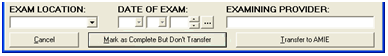 EXAM LOCATION: DATE OF EXAM: EXAMINING PROVIDER:
...
Cancel Mark as Complete But Don't Transfer Transfer to AMIE